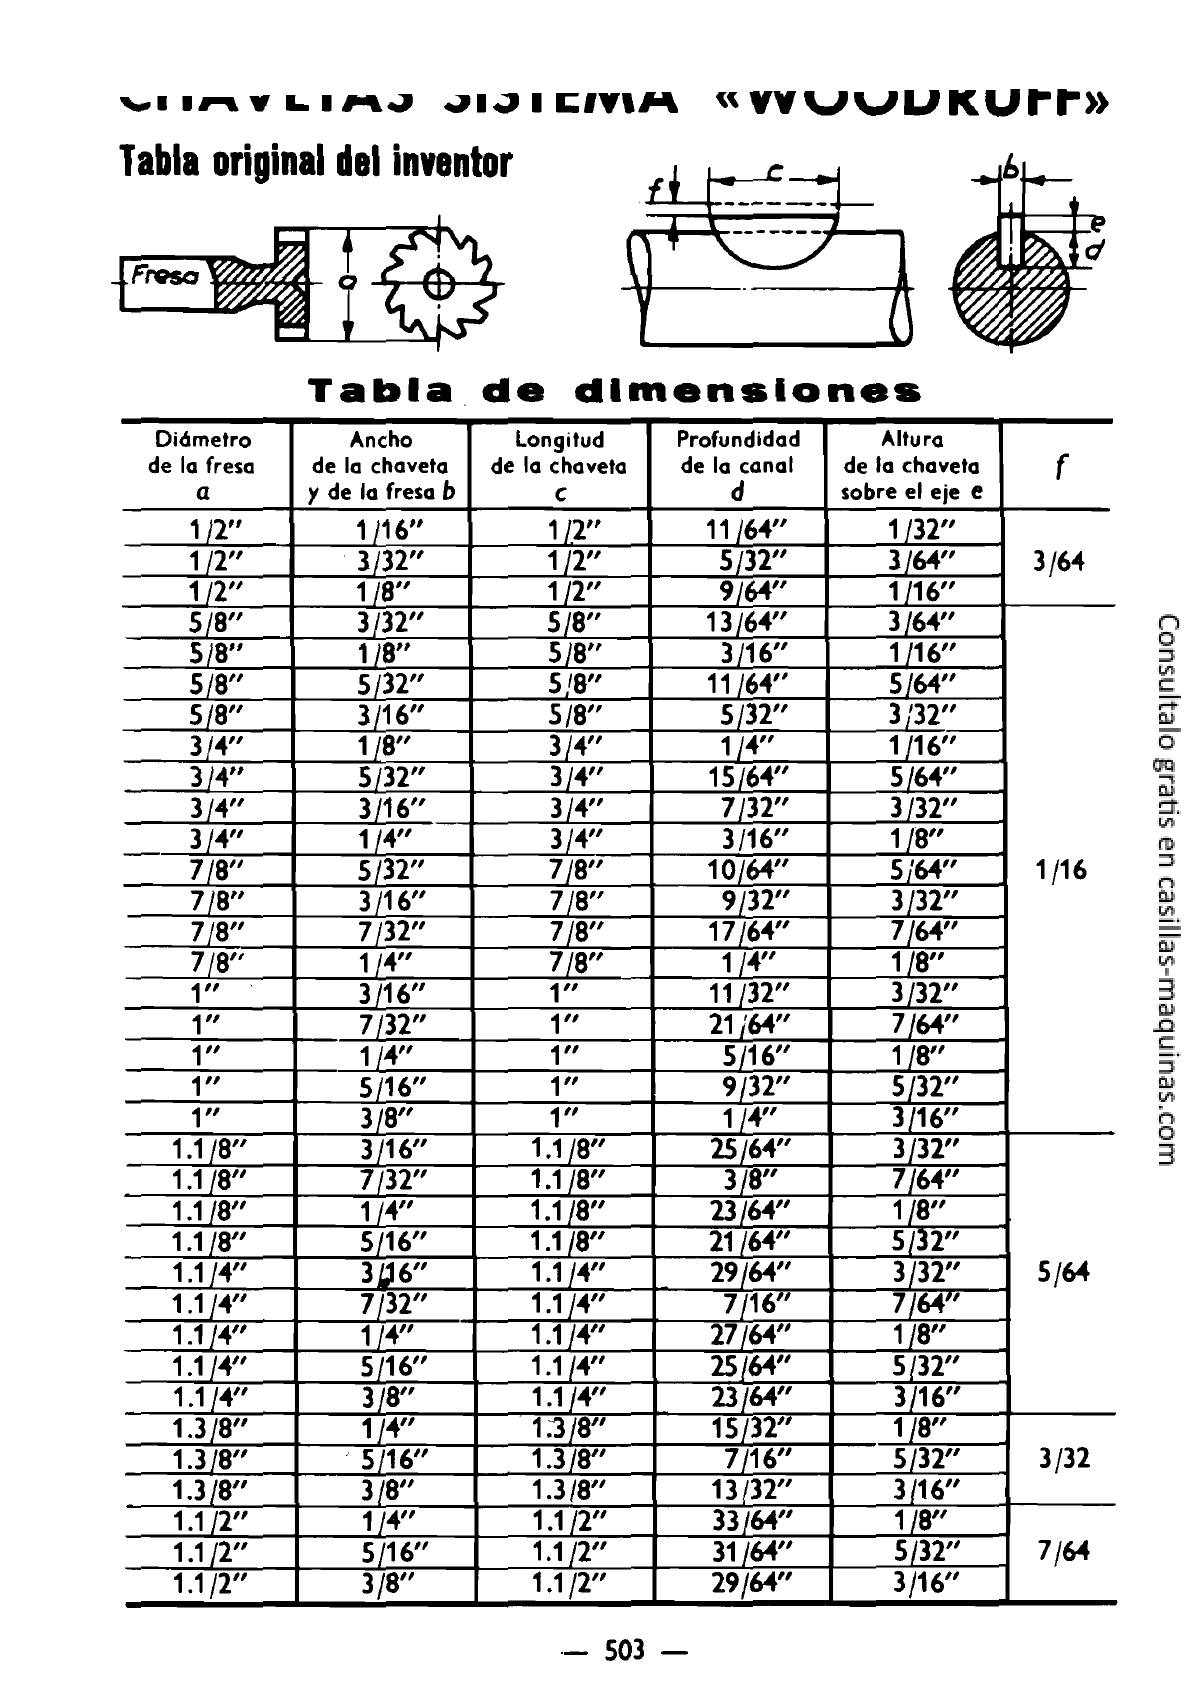 CHAVETAS SISTEMA «WOODRUFF»
Tabla original del inventor
f c b
e
d
Fresa a
Tabla de dimensiones
Diámetro Ancho Longitud Profundidad Altura
de la fresa de la chaveta de la chaveta de la canal de la chaveta f
a y de la fresa b c d sobre el eje e
1/2" 1/16" 1/2" 11/64" 1/32"
1/2" 3/32" 1/2" 5/32" 3/64" 3/64
1/2" 1/8" 1/2" 9/64" 1/16"
5/8" 3/32" 5/8" 13/64" 3/64"
5/8" 1/8" 5/8" 3/16" 1/16"
5/8" 5/32" 5/8" 11/64" 5/64"
5/8" 3/16" 5/8" 5/32" 3/32"
3/4" 1/8" 3/4" 1/4" 1/16"
3/4" 5/32" 3/4" 15/64" 5/64"
3/4" 3/16" 3/4" 7/32" 3/32"
3/4" 1/4" 3/4" 3/16" 1/8"
7/8" 5/32" 7/8" 10/64" 5/64" 1/16
7/8" 3/16" 7/8" 9/32" 3/32"
7/8" 7/32" 7/8" 17/64" 7/64"
7/8" 1/4" 7/8" 1/4" 1/8"
1" 3/16" 1" 11/32" 3/32"
1" 7/32" 1" 21/64" 7/64"
1" 1/4" 1" 5/16" 1/8"
1" 5/16" 1" 9/32" 5/32"
1" 3/8" 1" 1/4" 3/16"
1.1/8" 3/16" 1.1/8" 25/64" 3/32"
1.1/8" 7/32" 1.1/8" 3/8" 7/64"
1.1/8" 1/4" 1.1/8" 23/64" 1/8"
1.1/8" 5/16" 1.1/8" 21/64" 5/32"
1.1/4" 3/16" 1.1/4" 29/64" 3/32" 5/64
1.1/4" 7/32" 1.1/4" 7/16" 7/64"
1.1/4" 1/4" 1.1/4" 27/64" 1/8"
1.1/4" 5/16" 1.1/4" 25/64" 5/32"
1.1/4" 3/8" 1.1/4" 23/64" 3/16"
1.3/8" 1/4" 1.3/8" 15/32" 1/8"
1.3/8" 5/16" 1.3/8" 7/16" 5/32" 3/32
1.3/8" 3/8" 1.3/8" 13/32" 3/16"
1.1/2" 1/4" 1.1/2" 33/64" 1/8"
1.1/2" 5/16" 1.1/2" 31/64" 5/32" 7/64
1.1/2" 3/8" 1.1/2" 29/64" 3/16"
— 503 —
Consultalo gratis en casillas-maquinas.com